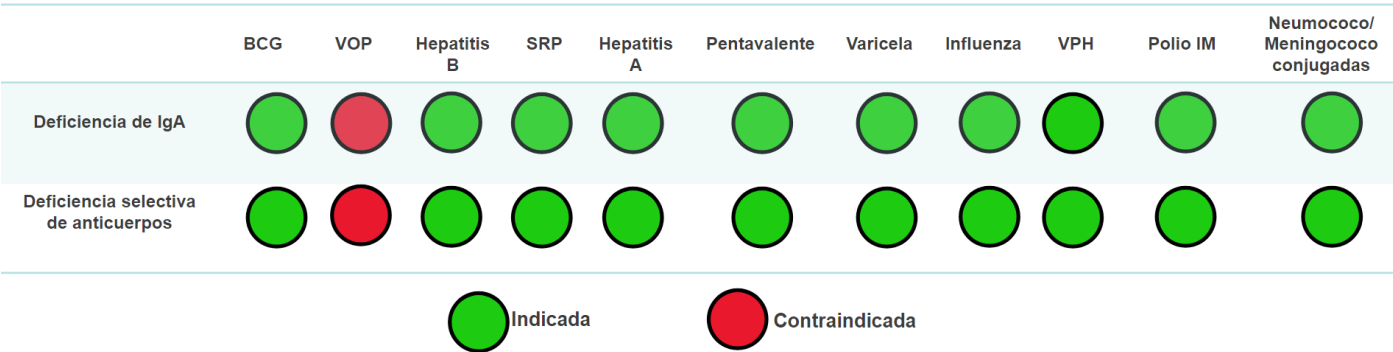 BCG VOP Hepatitis B SRP Hepatitis A Pentavalente Varicela Influenza VPH Polio IM Neumococo/ Meningococo conjugadas
Deficiencia de IgA
Deficiencia selectiva
de anticuerpos
Indicada Contraindicada